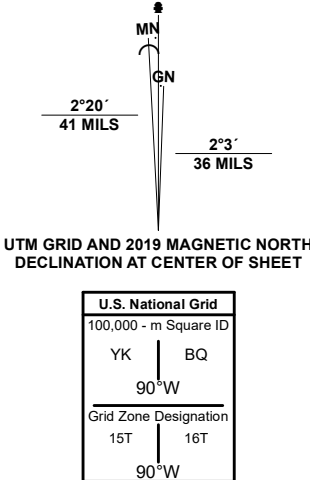 MN
GN
2°20´
41 MILS
2°3´
36 MILS
UTM GRID AND 2019 MAGNETIC NORTH
DECLINATION AT CENTER OF SHEET
U.S. National Grid
100,000 - m Square ID
YK BQ
90°W
Grid Zone Designation
15T 16T
90°W